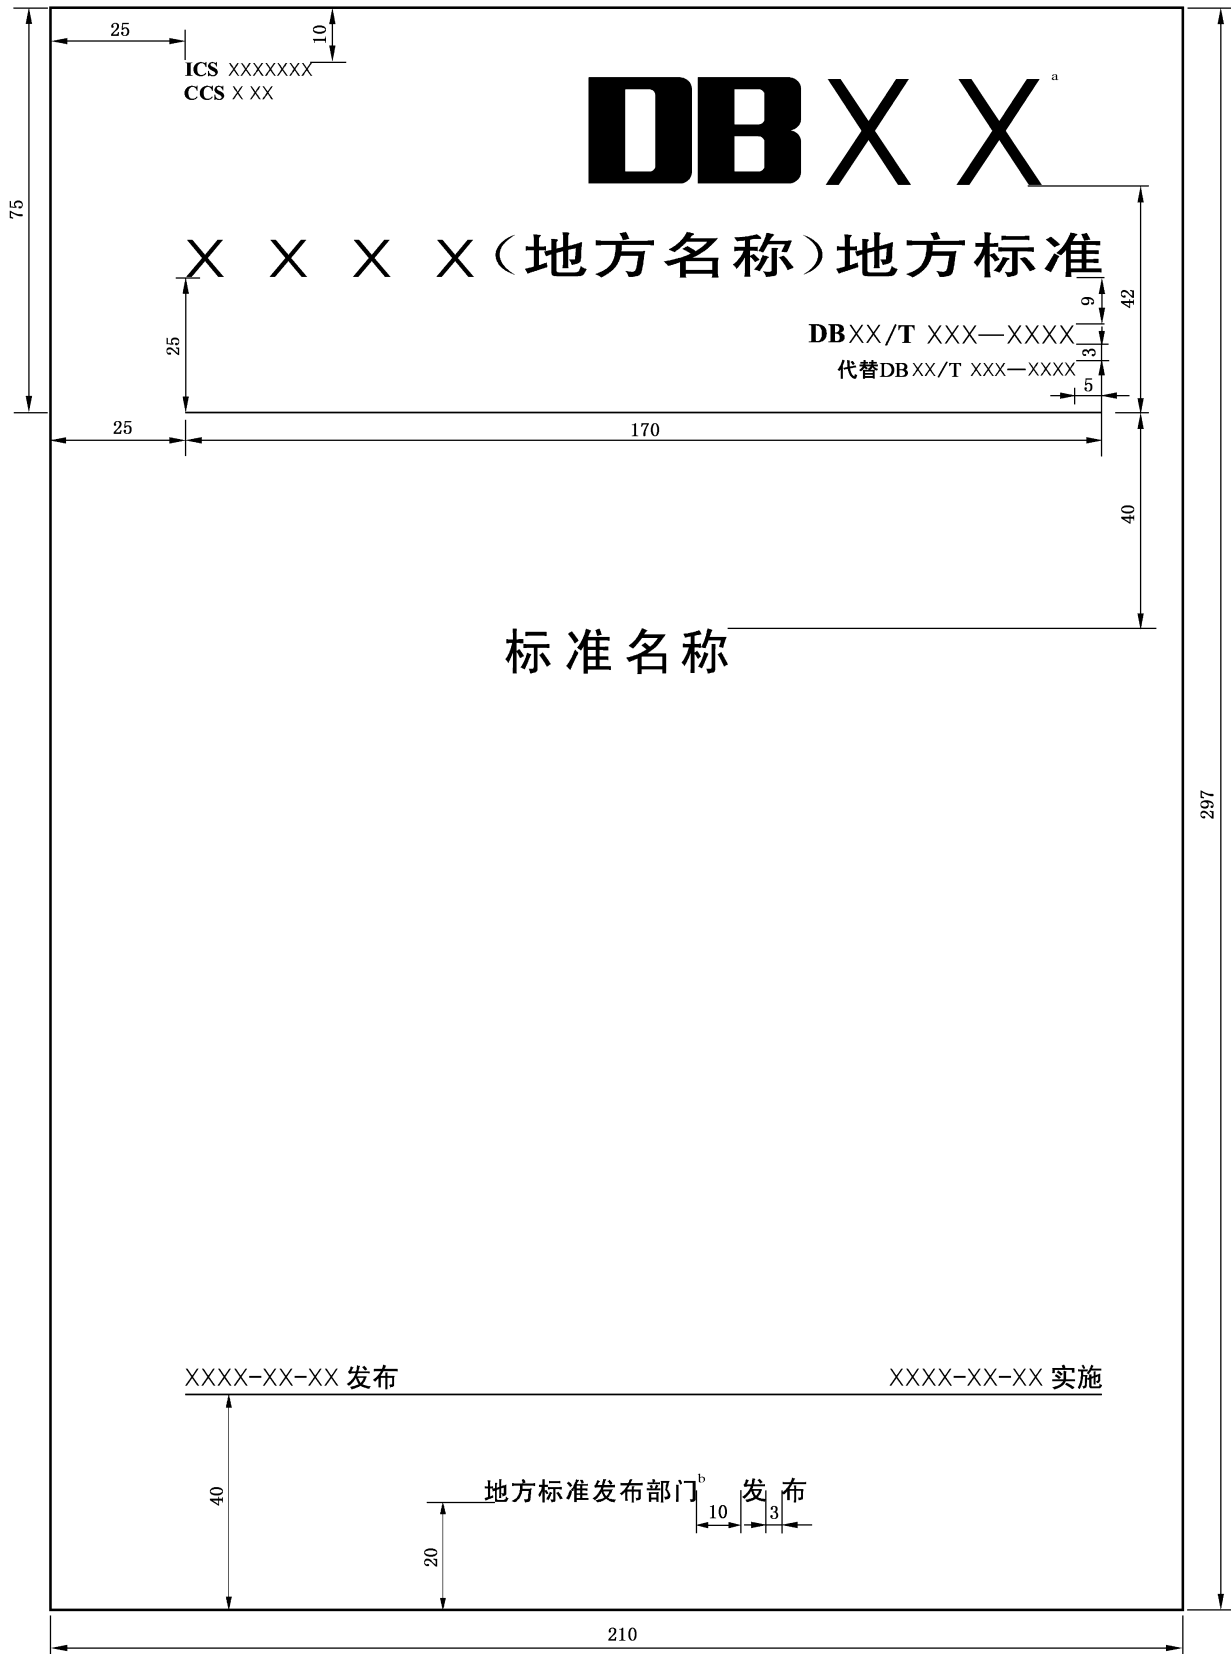 25
10
ICS XXXXXXX
CCS X XX
DBXX a
75
X X X X(地方名称)地方标准
42
9
25
DBXX/T XXX—XXXX
3
代替DBXX/T XXX—XXXX
5
25
170
40
标准名称
297
XXXX-XX-XX 发布 XXXX-XX-XX 实施
40
地方标准发布部门b 发 布
10 3
20
210